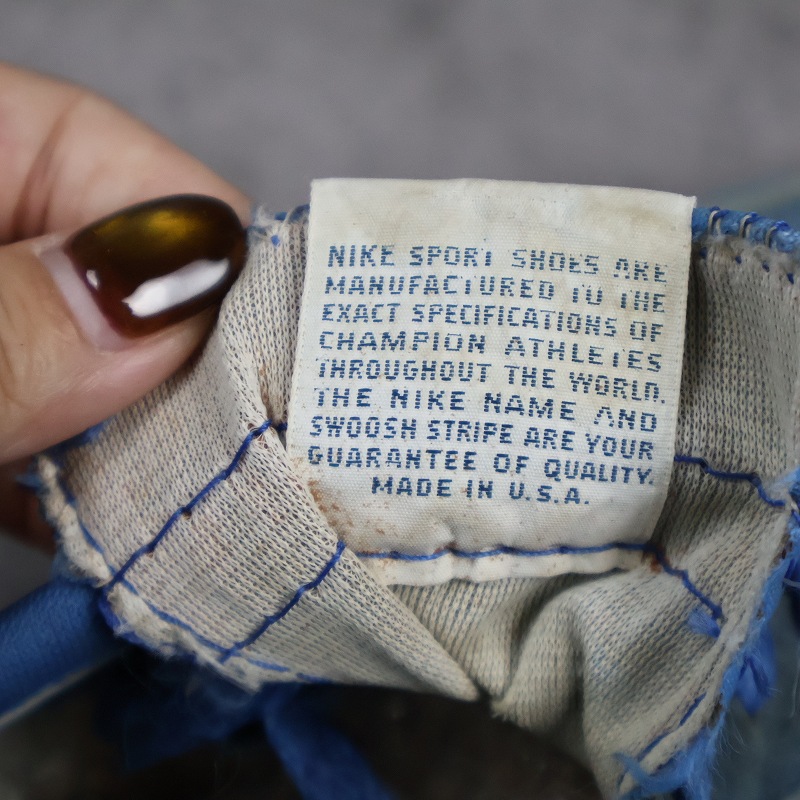 NIKE SPORT SHOES ARE
MANUFACTURED TO THE
EXACT SPECIFICATIONS OF
CHAMPION ATHLETES
THROUGHOUT THE WORLD.
THE NIKE NAME AND
SWOOSH STRIPE ARE YOUR
GUARANTEE OF QUALITY.
MADE IN U.S.A.